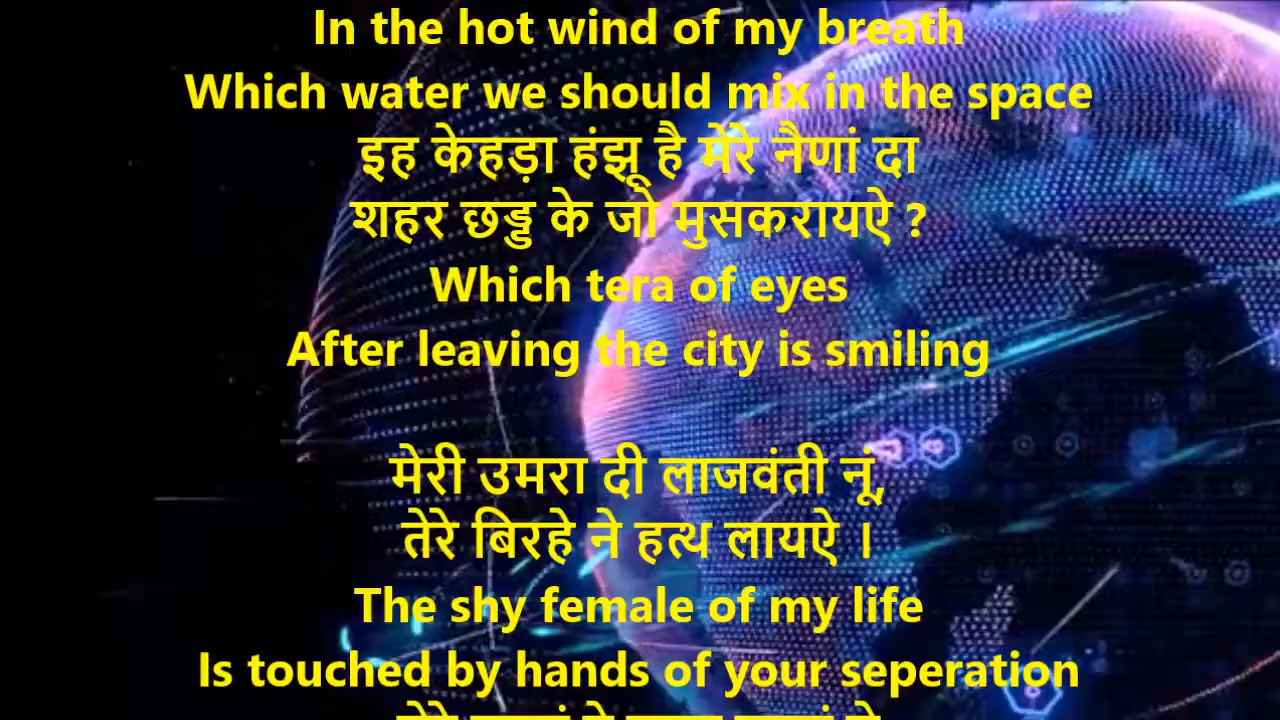 In the hot wind of my breath
Which water we should mix in the space
इह केहड़ा हंझू है मेरे नैणां दा
शहर छड्ड के जो मुसकरायऐ ?
Which tera of eyes
After leaving the city is smiling
मेरी उमरा दी लाजवंती नूं,
तेरे बिरहे ने हत्थ लायऐ ।
The shy female of my life
Is touched by hands of your seperation